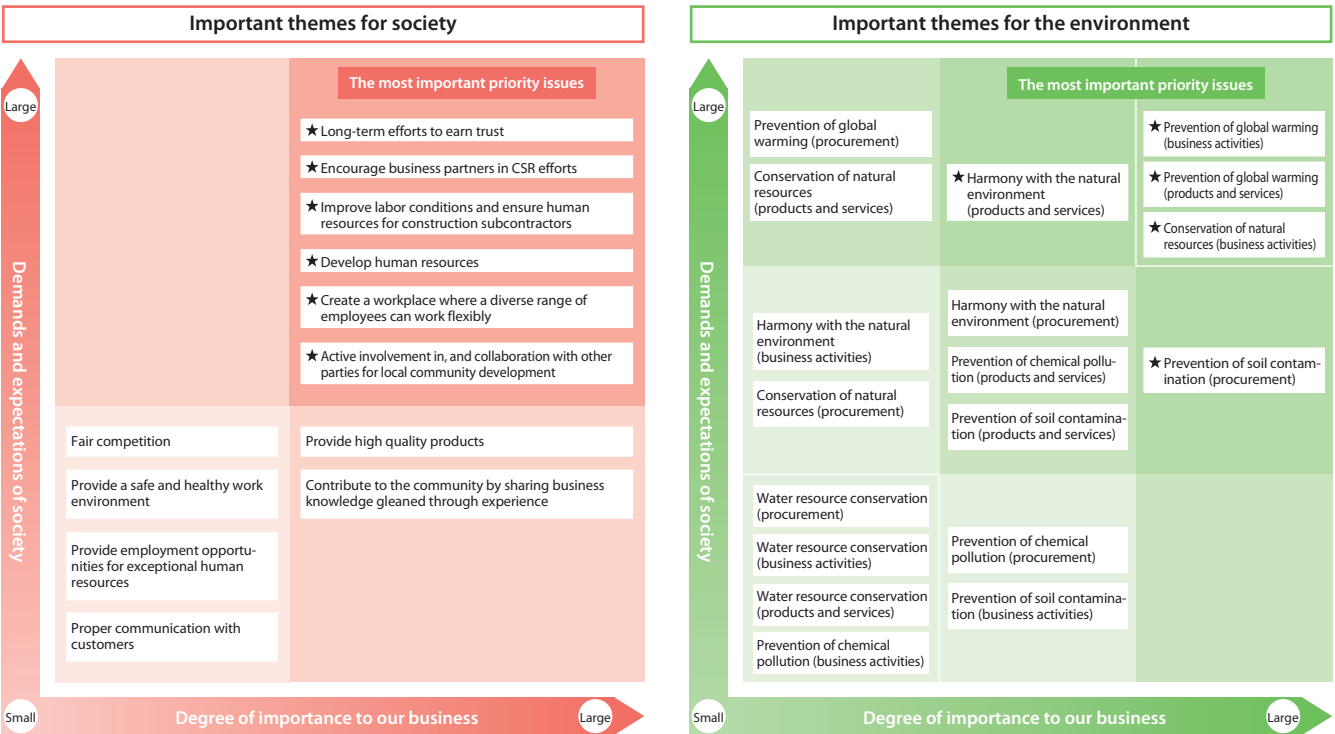 Important themes for society
Large
Demands and expectations of society
The most important priority issues
★Long-term efforts to earn trust
★Encourage business partners in CSR efforts
★Improve labor conditions and ensure human
resources for construction subcontractors
★Develop human resources
★Create a workplace where a diverse range of
employees can work flexibly
★Active involvement in, and collaboration with other
parties for local community development
Fair competition
Provide a safe and healthy work
environment
Provide employment opportu-
nities for exceptional human
resources
Proper communication with
customers
Provide high quality products
Contribute to the community by sharing business
knowledge gleaned through experience
Small
Degree of importance to our business
Large
Important themes for the environment
Large
Demands and expectations of society
The most important priority issues
Prevention of global
warming (procurement)
Conservation of natural
resources
(products and services)
★Harmony with the natural
environment
(products and services)
★Prevention of global warming
(business activities)
★Prevention of global warming
(products and services)
★Conservation of natural
resources (business activities)
Harmony with the natural
environment
(business activities)
Conservation of natural
resources (procurement)
Harmony with the natural
environment (procurement)
Prevention of chemical pollu-
tion (products and services)
Prevention of soil contamina-
tion (products and services)
★Prevention of soil contam-
ination (procurement)
Water resource conservation
(procurement)
Water resource conservation
(business activities)
Water resource conservation
(products and services)
Prevention of chemical
pollution (business activities)
Prevention of chemical
pollution (procurement)
Prevention of soil contamina-
tion (business activities)
Small
Degree of importance to our business
Large